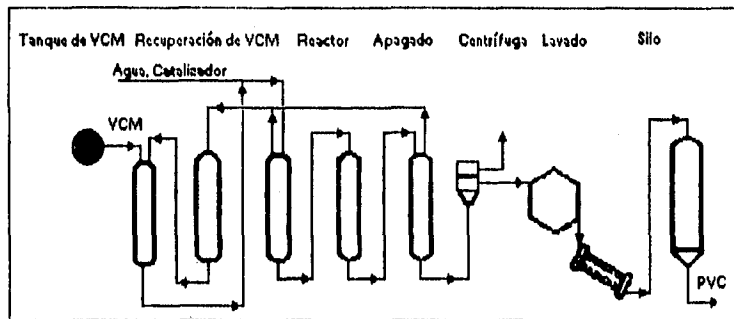 Tanque de VCM Recuperación de VCM Reactor Apagado Centrífuga Lavado Silo
Agua, Catalizador
VCM
PVC